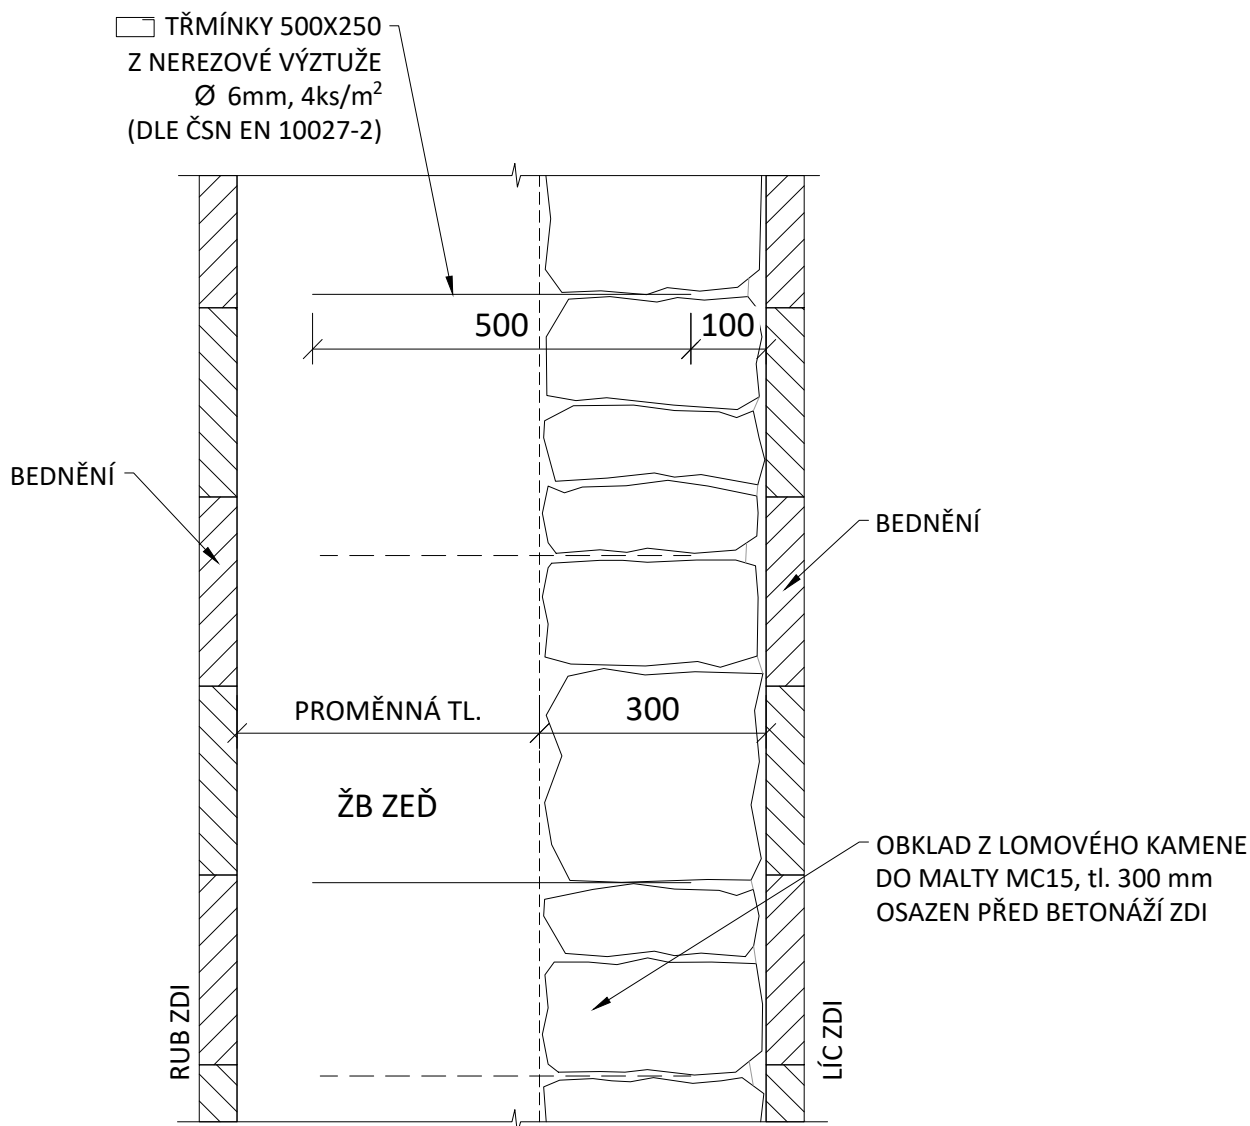 TŘMÍNKY 500X250
Z NEREZOVÉ VÝZTUŽE
Ø 6mm, 4ks/m²
(DLE ČSN EN 10027-2)
500
100
BEDNĚNÍ
BEDNĚNÍ
PROMĚNNÁ TL.
300
ŽB ZEĎ
OBKLAD Z LOMOVÉHO KAMENE
DO MALTY MC15, tl. 300 mm
OSAZEN PŘED BETONÁŽÍ ZDI
RUB ZDI
LÍC ZDI